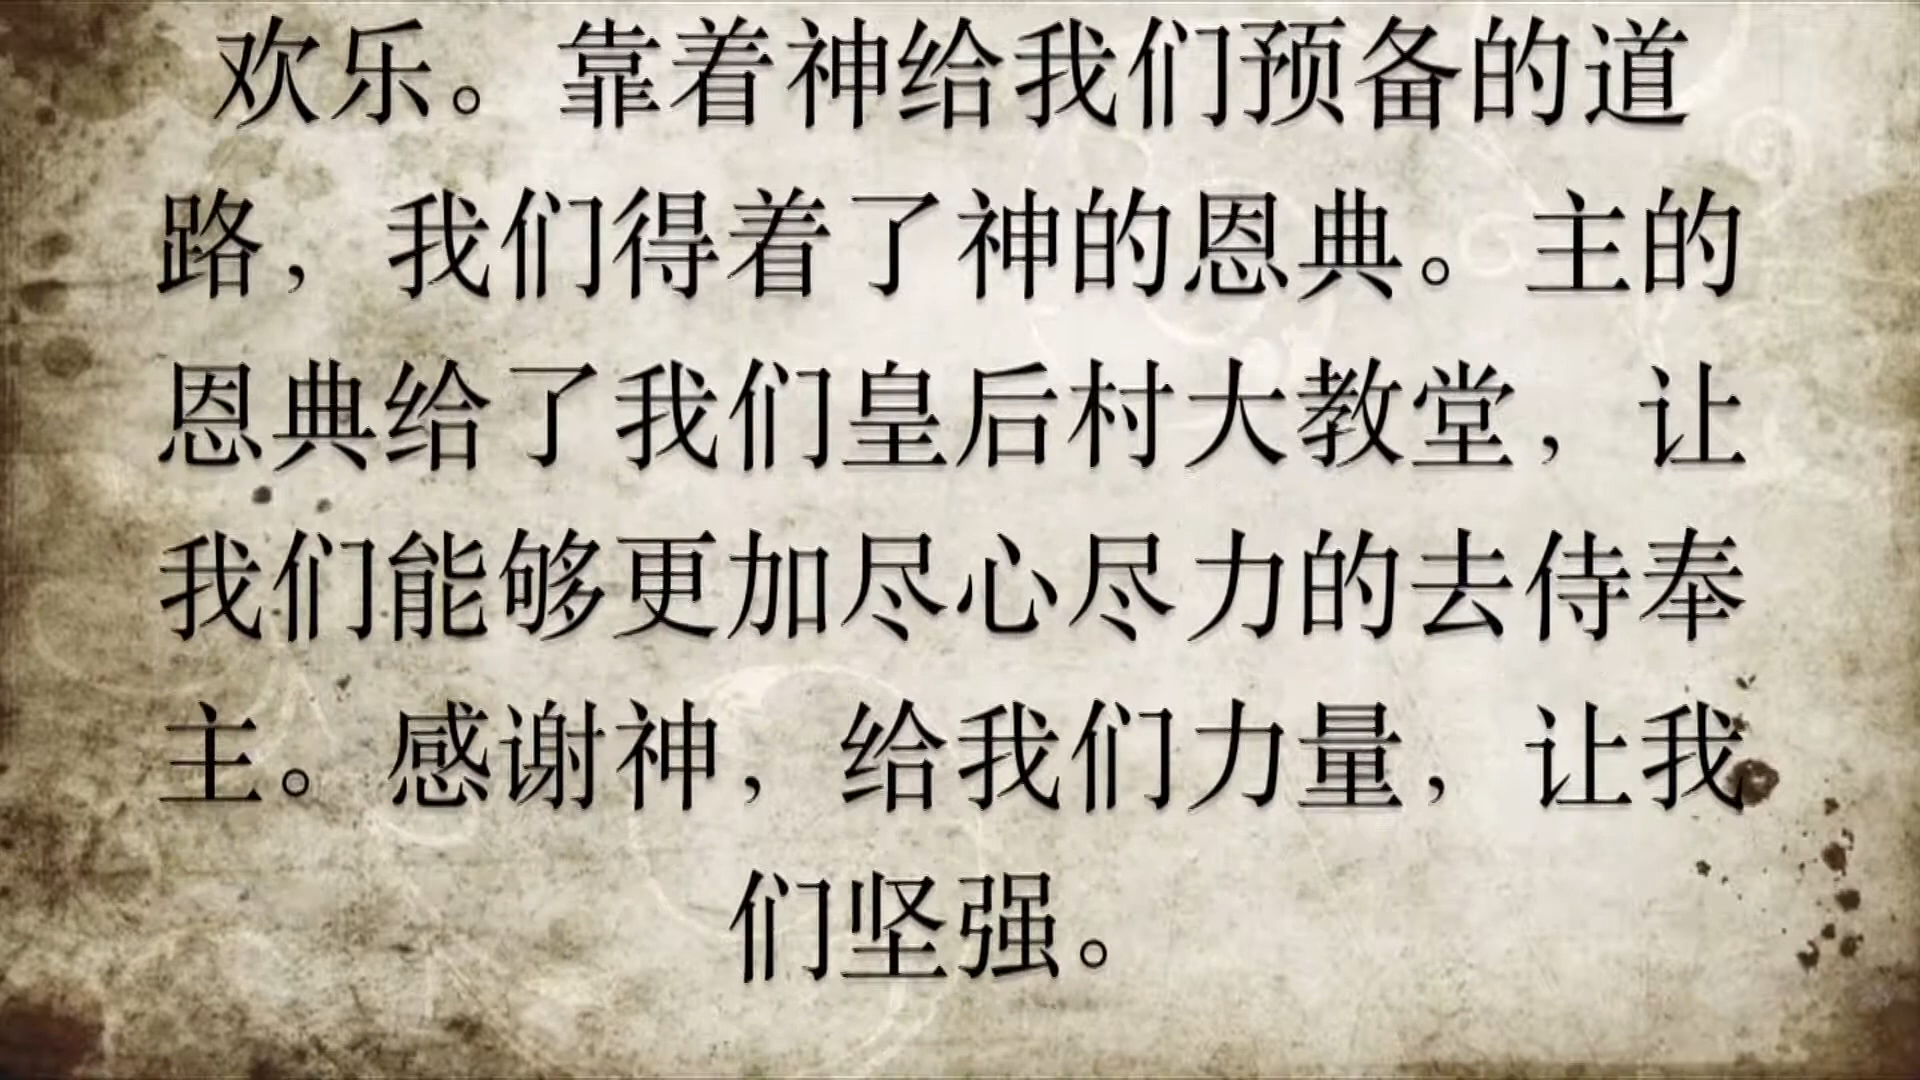 欢乐。靠着神给我们预备的道
路，我们得着了神的恩典。主的
恩典给了我们皇后村大教堂，让
我们能够更加尽心尽力的去侍奉
主。感谢神，给我们力量，让我
们坚强。